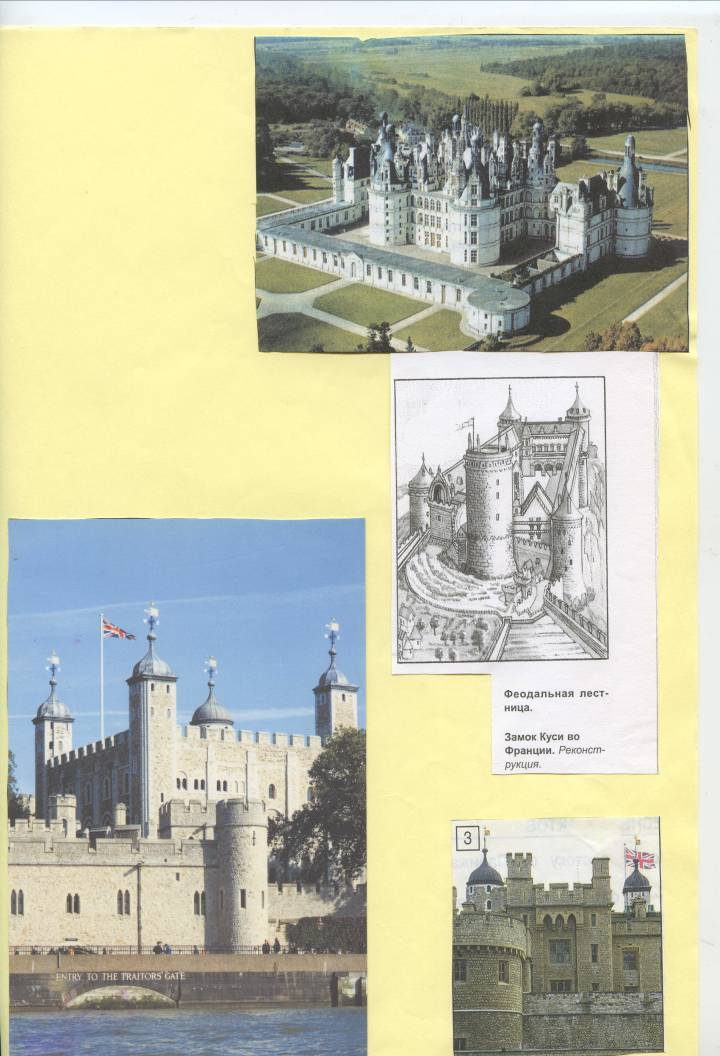 Феодальная лест-
ница.
Замок Куси во
Франции. Реконст-
рукция.
ENTRY TO THE TRAITORS' GATE
3